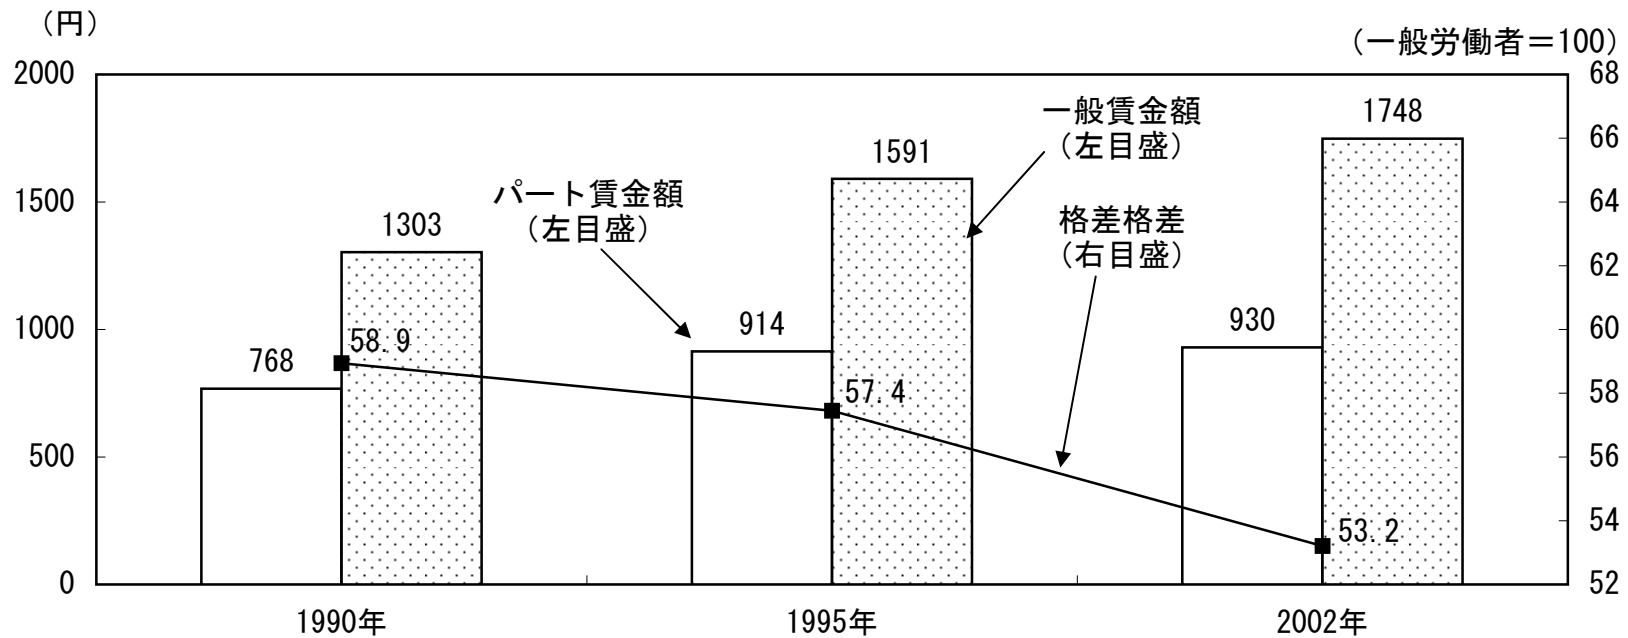 （円）
（一般労働者＝100）
2000
1500
1000
500
0
68
66
64
62
60
58
56
54
52
パート賃金額
（左目盛）
一般賃金額
（左目盛）
格差格差
（右目盛）
768
1303
914
1591
930
1748
58.9
57.4
53.2
1990年
1995年
2002年